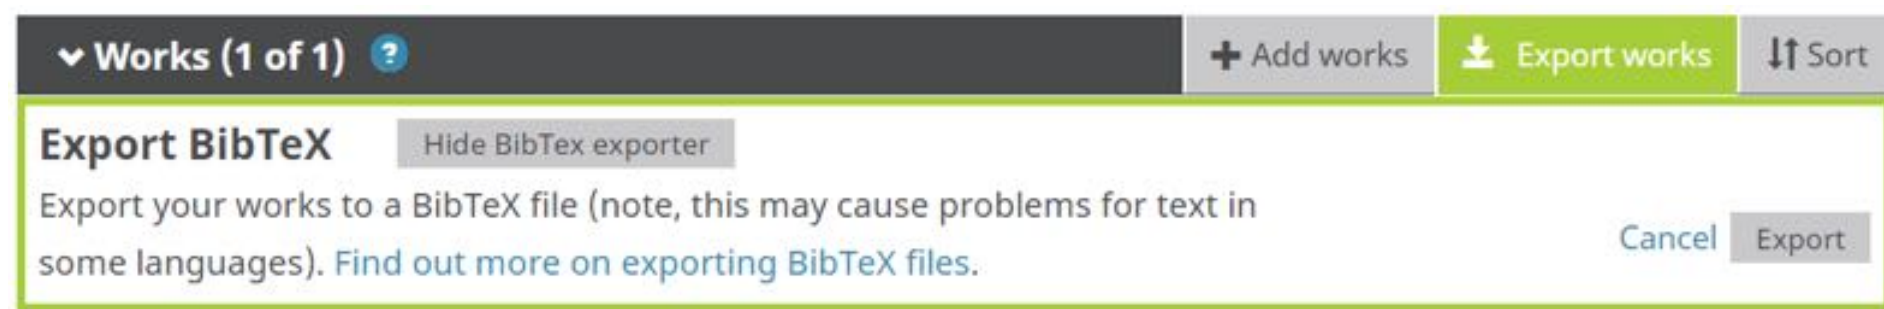 Works (1 of 1) ? Add works Export works Sort
Export BibTeX Hide BibTex exporter
Export your works to a BibTeX file (note, this may cause problems for text in
some languages). Find out more on exporting BibTeX files.
Cancel Export